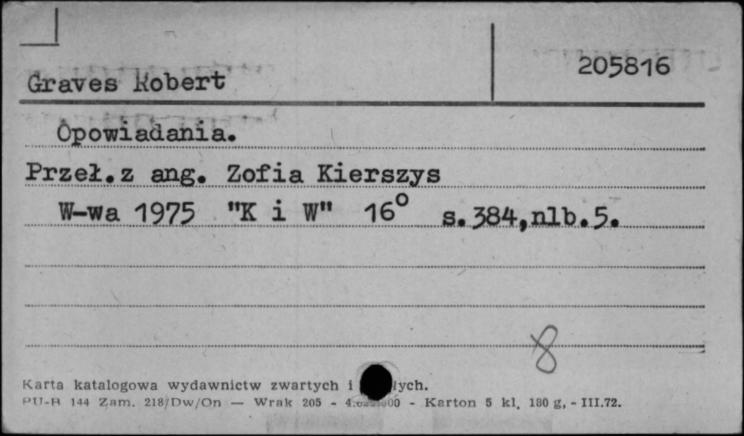 205816
Graves Robert
Opowiadania.
Przeł.z ang. Zofia Kierszys
W-wa 1975 "K i W" 16° s.384,nlb.5.
8
Karta katalogowa wydawnictw zwartych i
PU-B 144 Zam. 218/Dw/On — Wrak 205 - - Karton 5 kl. 180 g, - III.72.